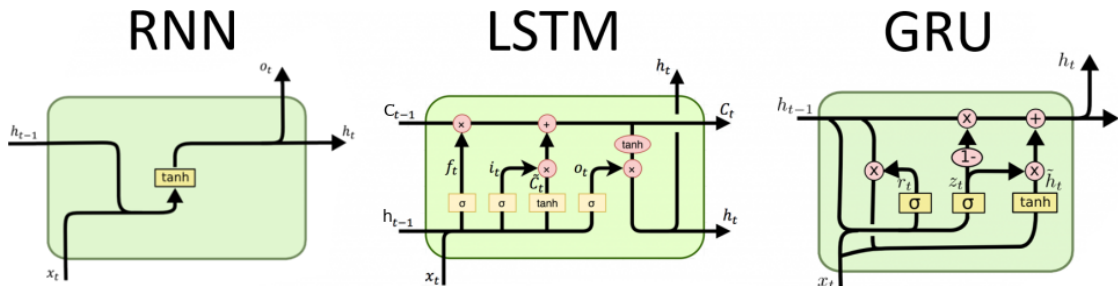 RNN
o_t
h_{t-1}
h_t
tanh
x_t
LSTM
h_t
C_{t-1}
C_t
×
+
tanh
f_t
i_t
×
o_t
×
C̃_t
σ
σ
tanh
σ
h_{t-1}
h_t
x_t
GRU
h_t
h_{t-1}
x
+
1-
x
r_t
z_t
x
h̃_t
σ
σ
tanh
x_t